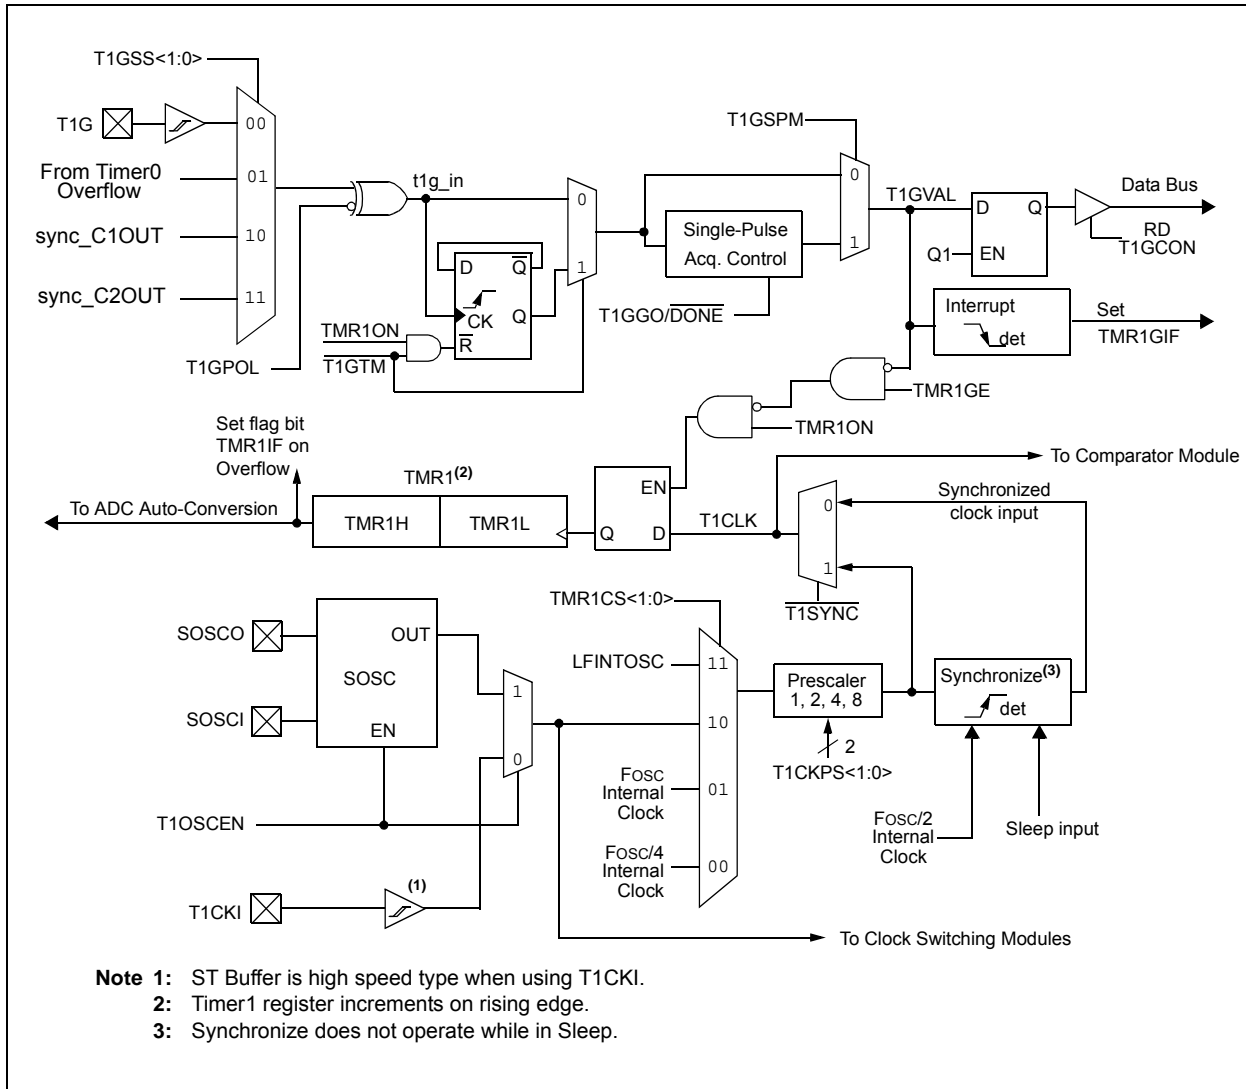 T1GSS<1:0>
T1G
00
From Timer0
Overflow
01
sync_C1OUT
10
sync_C2OUT
11
T1GPOL
t1g_in
0
1
D
Q
CK
Q
R
TMR1ON
T1GTM
T1GSPM
0
1
Single-Pulse
Acq. Control
T1GGO/DONE
T1GVAL
D
Q
Q1
EN
Data Bus
RD
T1GCON
Interrupt
det
Set
TMR1GIF
TMR1GE
TMR1ON
Set flag bit
TMR1IF on
Overflow
To ADC Auto-Conversion
TMR1(2)
TMR1H
TMR1L
EN
Q
D
T1CLK
To Comparator Module
0
1
Synchronized
clock input
T1SYNC
SOSCO
SOSCI
OUT
SOSC
EN
1
0
T1OSCEN
T1CKI
(1)
TMR1CS<1:0>
LFINTOSC
11
10
FOSC
Internal
Clock
01
FOSC/4
Internal
Clock
00
Prescaler
1, 2, 4, 8
2
T1CKPS<1:0>
Synchronize(3)
det
FOSC/2
Internal
Clock
Sleep input
To Clock Switching Modules
Note 1: ST Buffer is high speed type when using T1CKI.
2: Timer1 register increments on rising edge.
3: Synchronize does not operate while in Sleep.